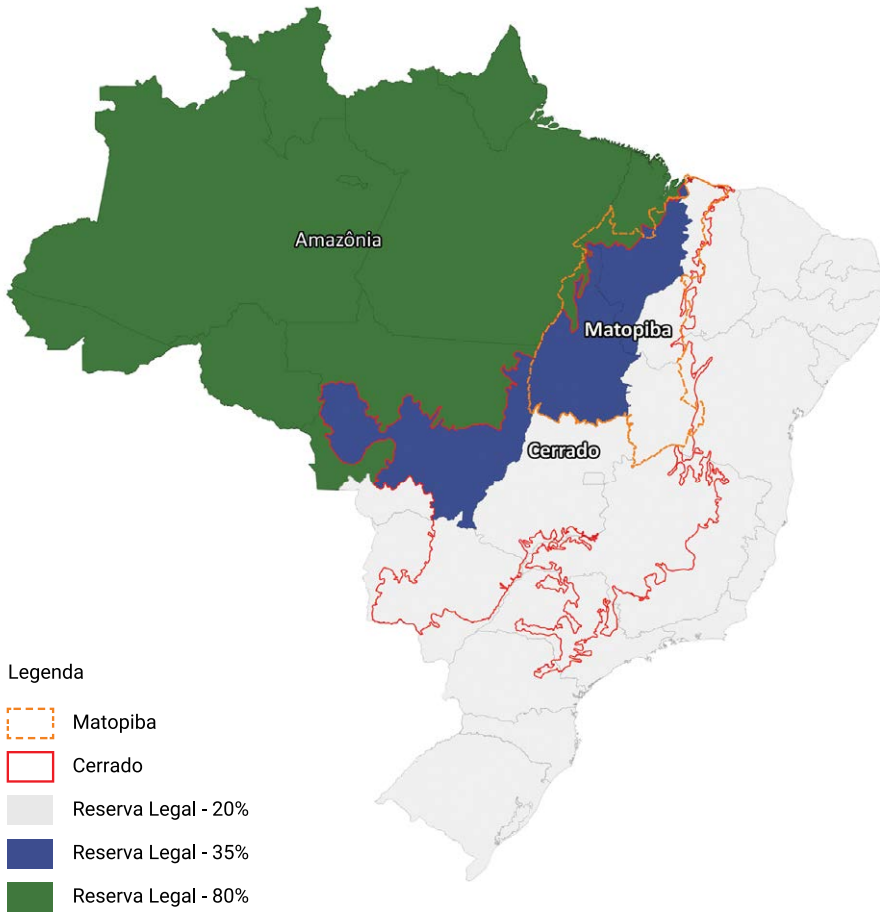 Amazônia
Matopiba
Cerrado
Legenda
Matopiba
Cerrado
Reserva Legal - 20%
Reserva Legal - 35%
Reserva Legal - 80%